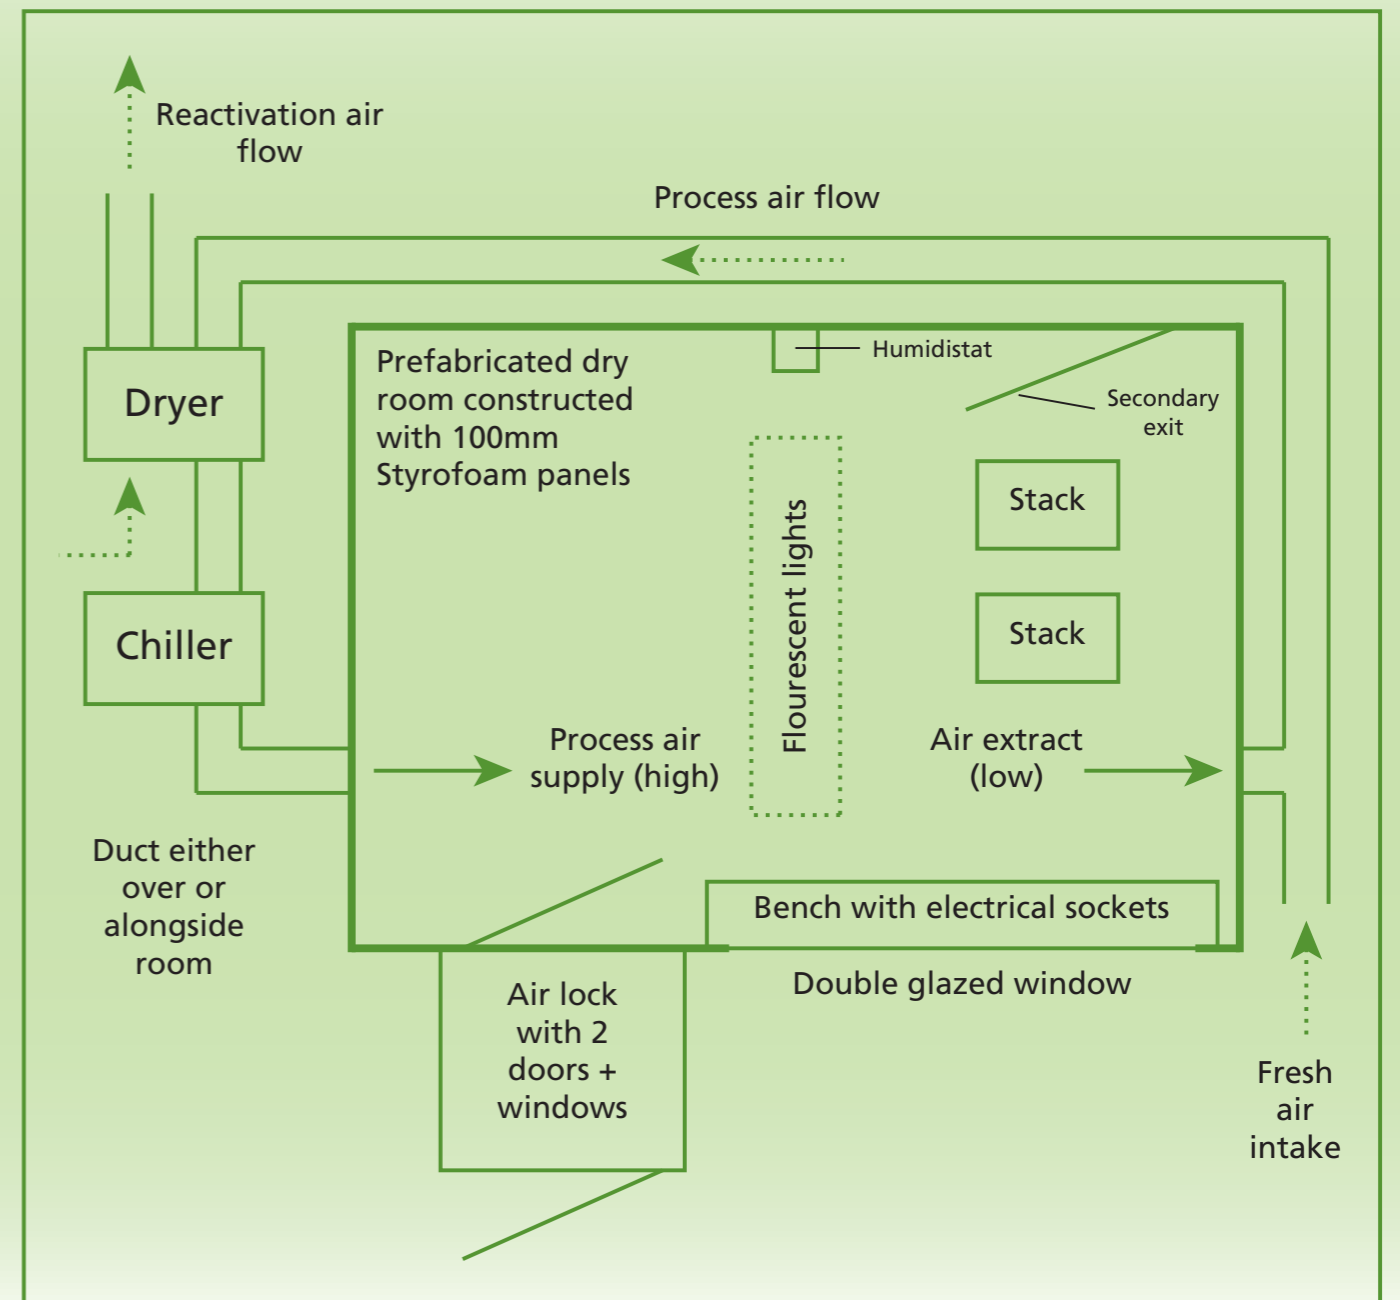 Reactivation air
flow
Process air flow
Prefabricated dry
room constructed
with 100mm
Styrofoam panels
Humidistat
Secondary
exit
Dryer
Stack
Flourescent lights
Stack
Chiller
Process air
supply (high)
Air extract
(low)
Duct either
over or
alongside
room
Bench with electrical sockets
Double glazed window
Air lock
with 2
doors +
windows
Fresh
air
intake